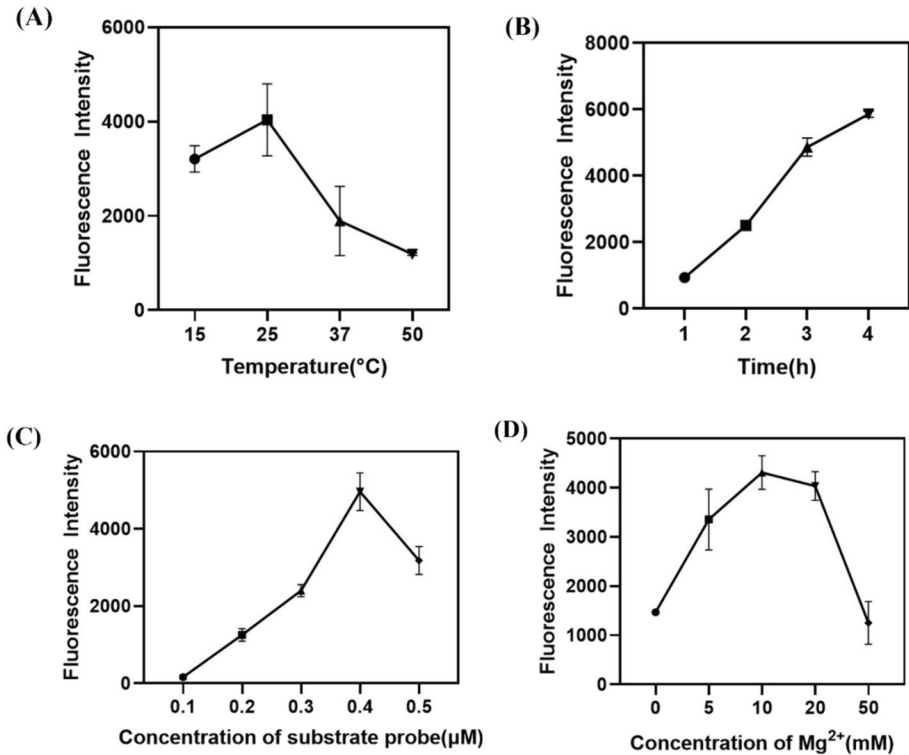 (A)
6000
4000
2000
0
Fluorescence Intensity
15 25 37 50
Temperature(°C)
(B)
8000
6000
4000
2000
0
Fluorescence Intensity
1 2 3 4
Time(h)
(C)
6000
4000
2000
0
Fluorescence Intensity
0.1 0.2 0.3 0.4 0.5
Concentration of substrate probe(μM)
(D)
5000
4000
3000
2000
1000
0
Fluorescence Intensity
0 5 10 20 50
Concentration of Mg²⁺(mM)